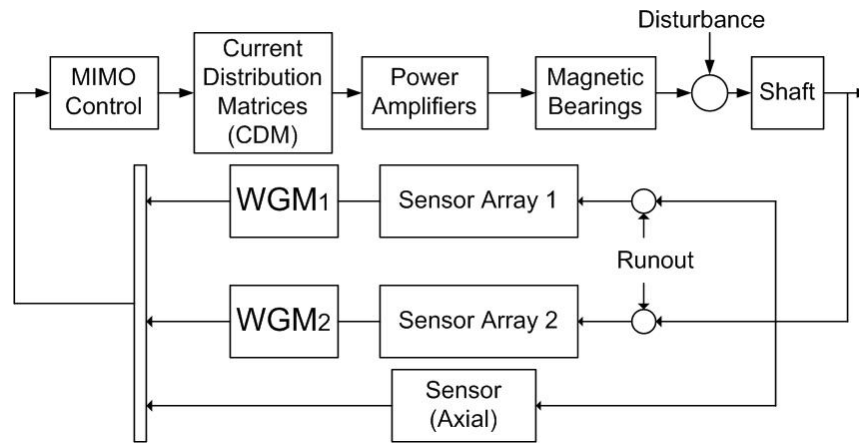 Disturbance
MIMO
Control
Current
Distribution
Matrices
(CDM)
Power
Amplifiers
Magnetic
Bearings
Shaft
WGM1
Sensor Array 1
Runout
WGM2
Sensor Array 2
Sensor
(Axial)